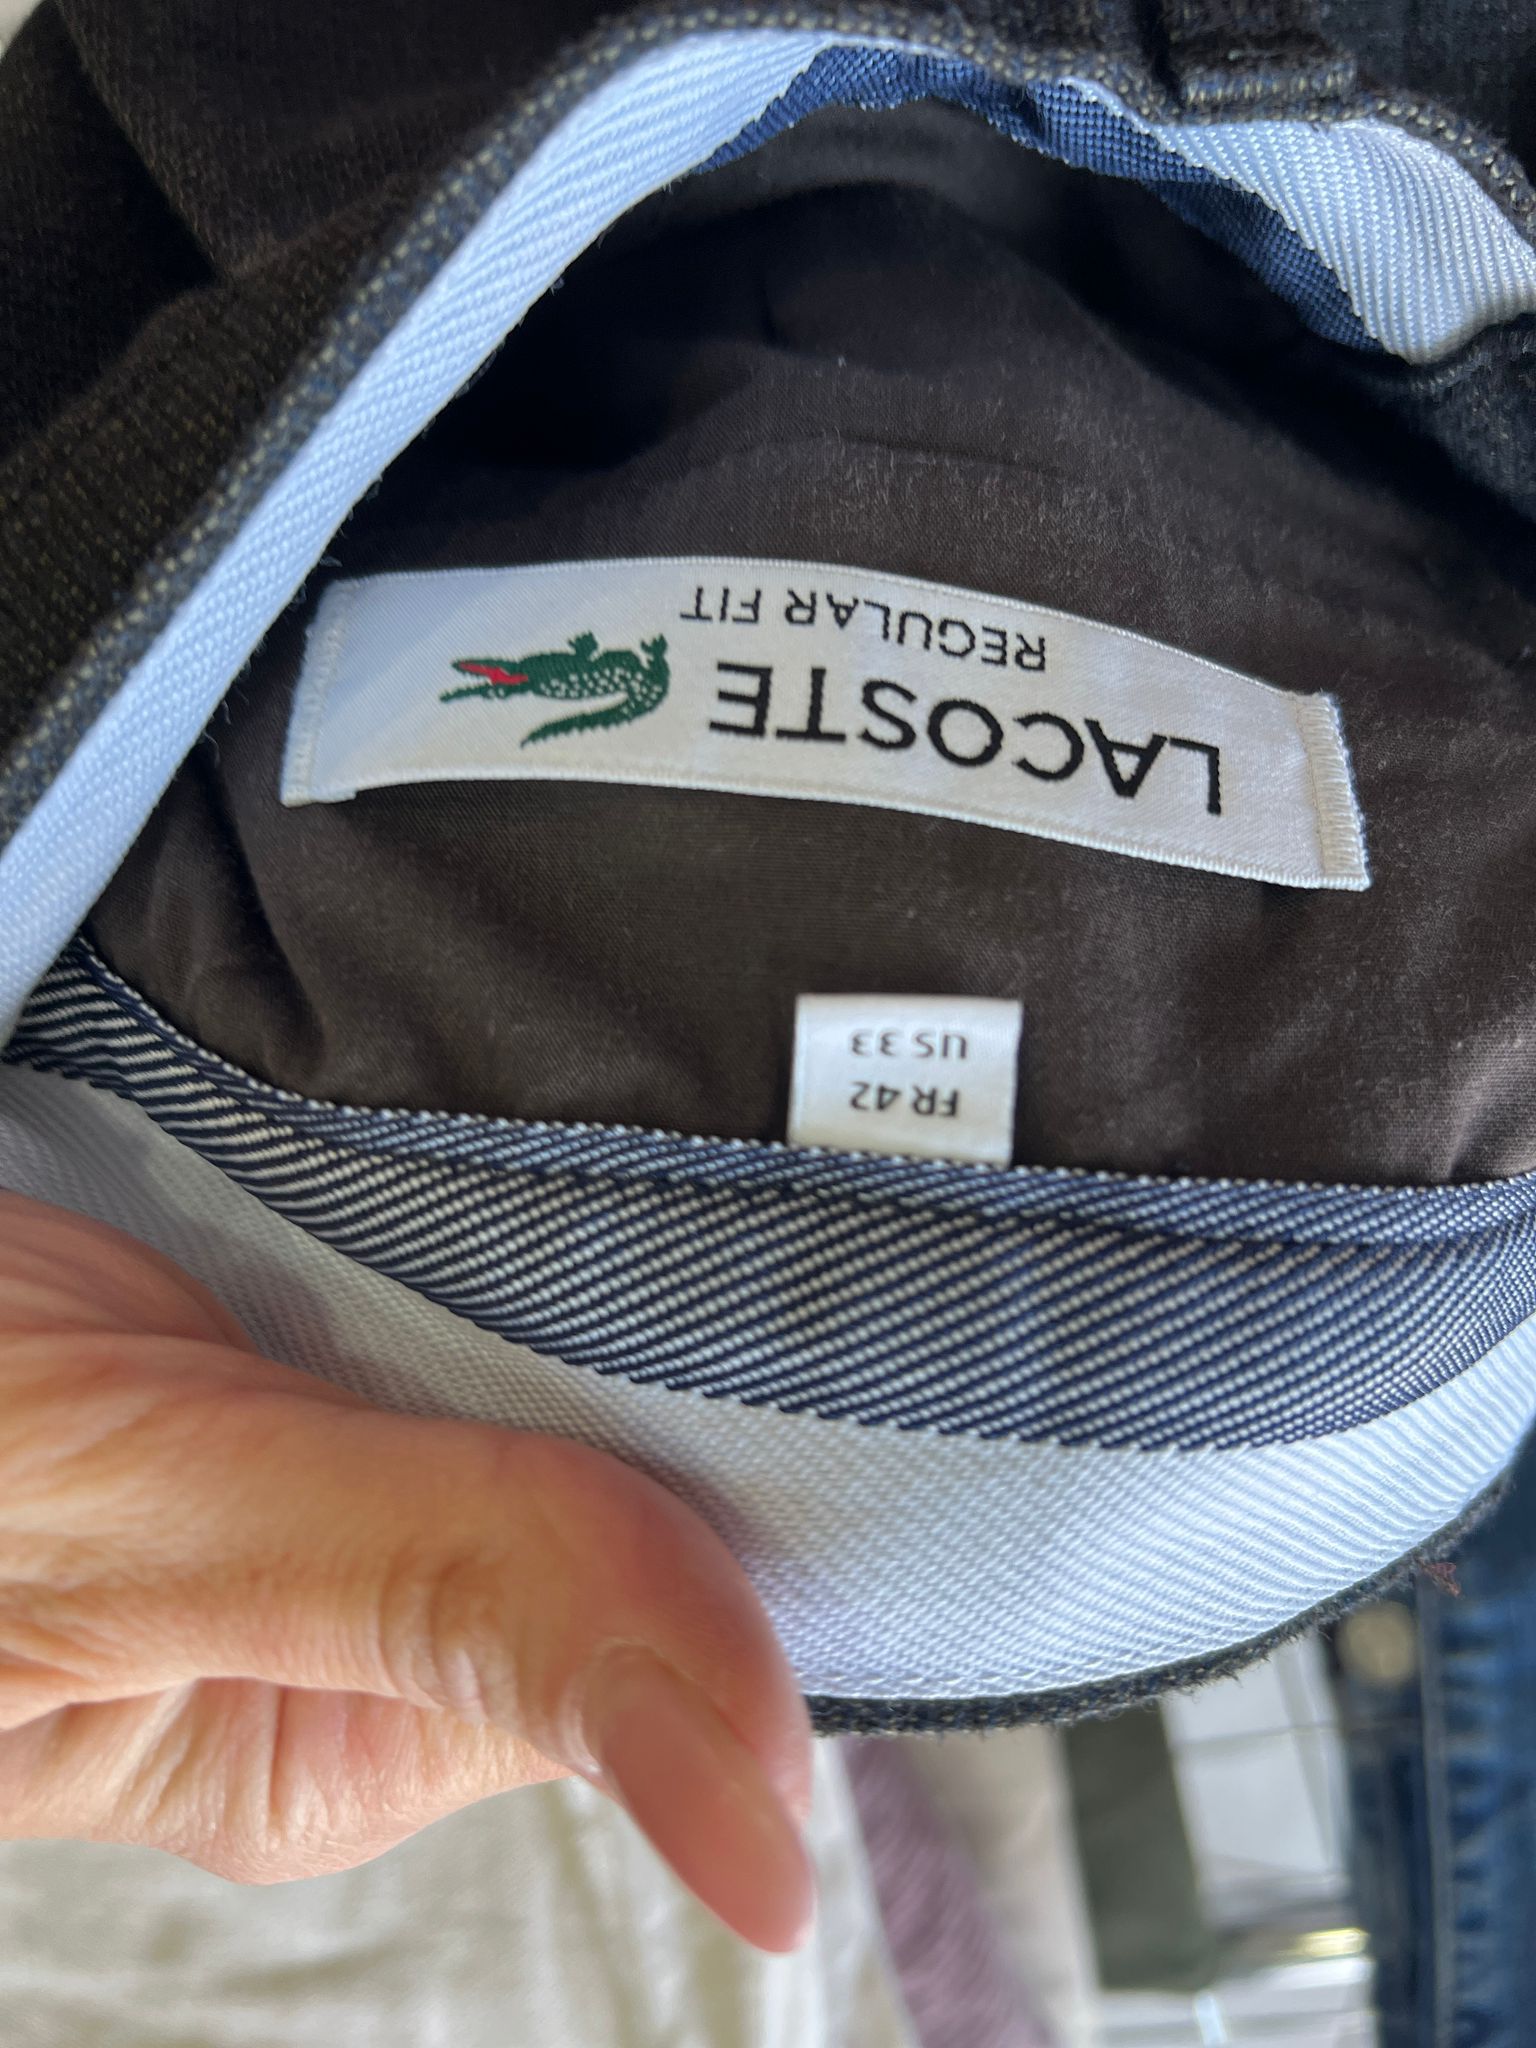 LACOSTE
REGULAR FIT
FR 42
US 33